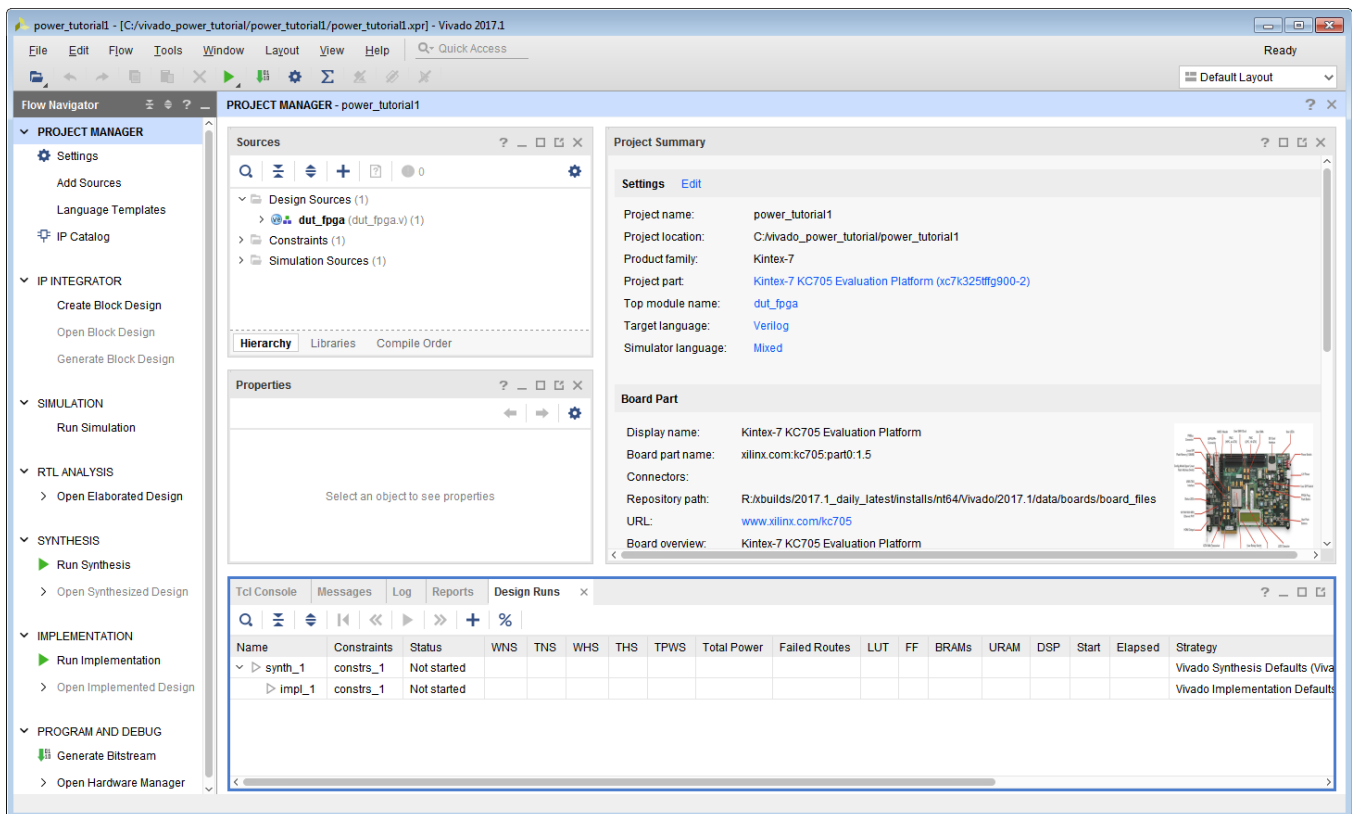 power_tutorial1 - [C:/vivado_power_tutorial/power_tutorial1/power_tutorial1.xpr] - Vivado 2017.1
File Edit Flow Tools Window Layout View Help Quick Access Ready
Default Layout
Flow Navigator
PROJECT MANAGER
Settings
Add Sources
Language Templates
IP Catalog
IP INTEGRATOR
Create Block Design
Open Block Design
Generate Block Design
SIMULATION
Run Simulation
RTL ANALYSIS
Open Elaborated Design
SYNTHESIS
Run Synthesis
Open Synthesized Design
IMPLEMENTATION
Run Implementation
Open Implemented Design
PROGRAM AND DEBUG
Generate Bitstream
Open Hardware Manager
PROJECT MANAGER - power_tutorial1
Sources
0
Design Sources (1)
dut_fpga (dut_fpga.v) (1)
Constraints (1)
Simulation Sources (1)
Hierarchy Libraries Compile Order
Properties
Select an object to see properties
Project Summary
Settings Edit
Project name: power_tutorial1
Project location: C:/vivado_power_tutorial/power_tutorial1
Product family: Kintex-7
Project part: Kintex-7 KC705 Evaluation Platform (xc7k325tffg900-2)
Top module name: dut_fpga
Target language: Verilog
Simulator language: Mixed
Board Part
Display name: Kintex-7 KC705 Evaluation Platform
Board part name: xilinx.com:kc705:part0:1.5
Connectors:
Repository path: R:/xbuilds/2017.1_daily_latest/installs/nt64/Vivado/2017.1/data/boards/board_files
URL: www.xilinx.com/kc705
Board overview: Kintex-7 KC705 Evaluation Platform
Tcl Console Messages Log Reports Design Runs
Name Constraints Status WNS TNS WHS THS TPWS Total Power Failed Routes LUT FF BRAMs URAM DSP Start Elapsed Strategy
synth_1 constrs_1 Not started Vivado Synthesis Defaults (Viva
impl_1 constrs_1 Not started Vivado Implementation Defaults